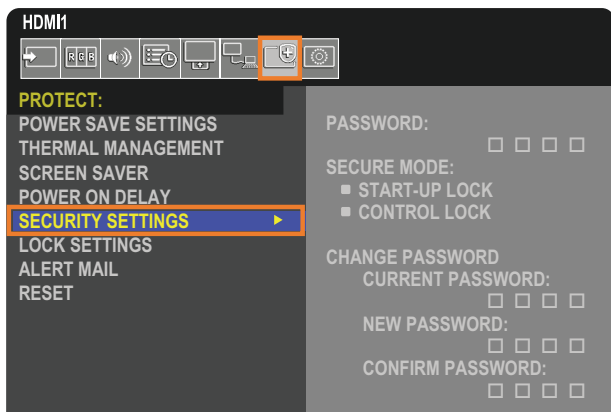 HDMI1
R G B
PROTECT:
POWER SAVE SETTINGS
THERMAL MANAGEMENT
SCREEN SAVER
POWER ON DELAY
SECURITY SETTINGS
LOCK SETTINGS
ALERT MAIL
RESET
PASSWORD:
SECURE MODE:
START-UP LOCK
CONTROL LOCK
CHANGE PASSWORD
CURRENT PASSWORD:
NEW PASSWORD:
CONFIRM PASSWORD: